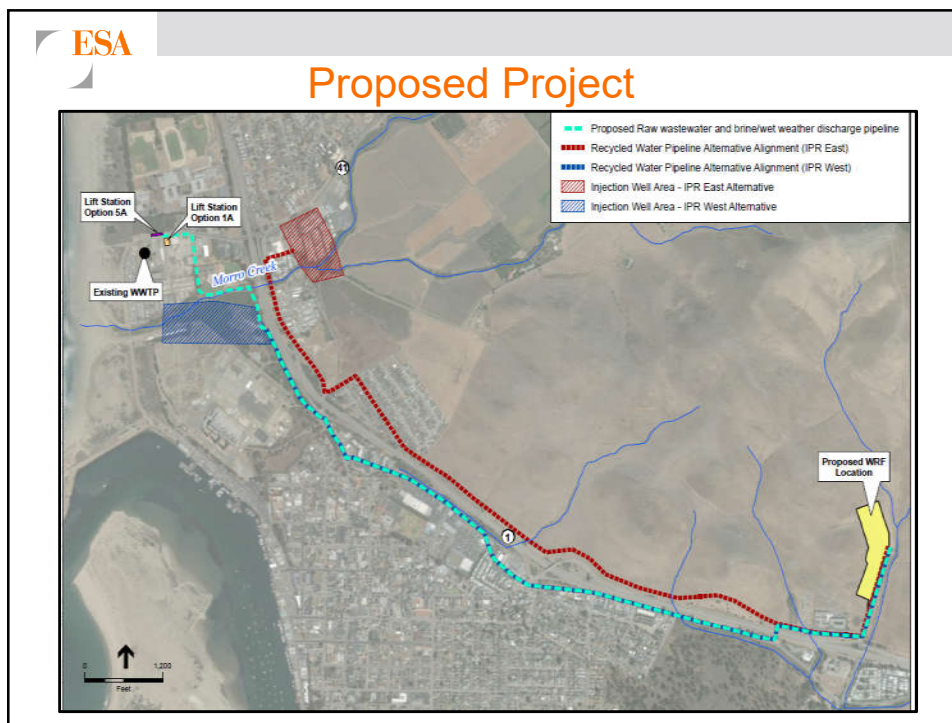 ESA
Proposed Project
Proposed Raw wastewater and brine/wet weather discharge pipeline
Recycled Water Pipeline Alternative Alignment (IPR East)
Recycled Water Pipeline Alternative Alignment (IPR West)
Injection Well Area - IPR East Alternative
Injection Well Area - IPR West Alternative
41
Lift Station
Option 5A
Lift Station
Option 1A
Existing WWTP
Morro Creek
Proposed WRF
Location
1
0
1,200
Feet